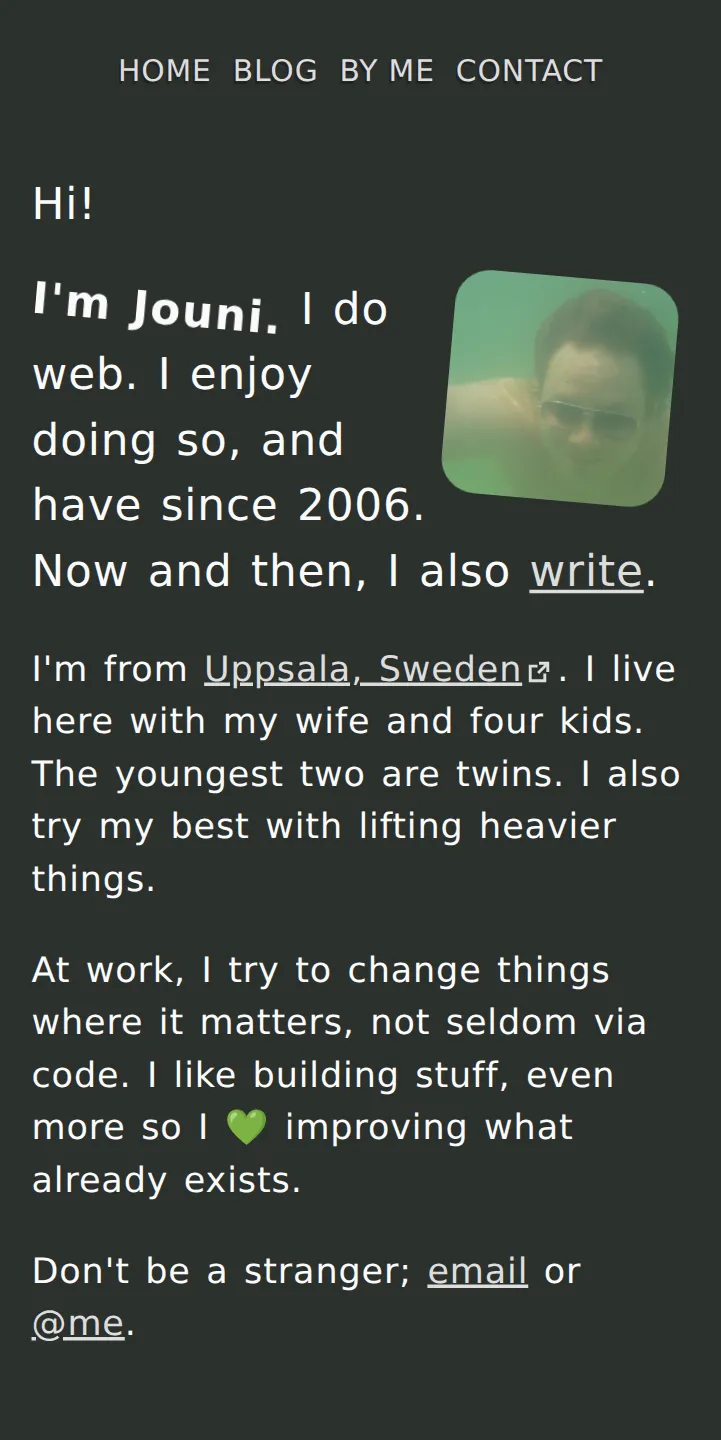 HOME BLOG BY ME CONTACT
Hi!
I'm Jouni. I do
web. I enjoy
doing so, and
have since 2006.
Now and then, I also write.
I'm from Uppsala, Sweden. I live
here with my wife and four kids.
The youngest two are twins. I also
try my best with lifting heavier
things.
At work, I try to change things
where it matters, not seldom via
code. I like building stuff, even
more so I 💚 improving what
already exists.
Don't be a stranger; email or
@me.